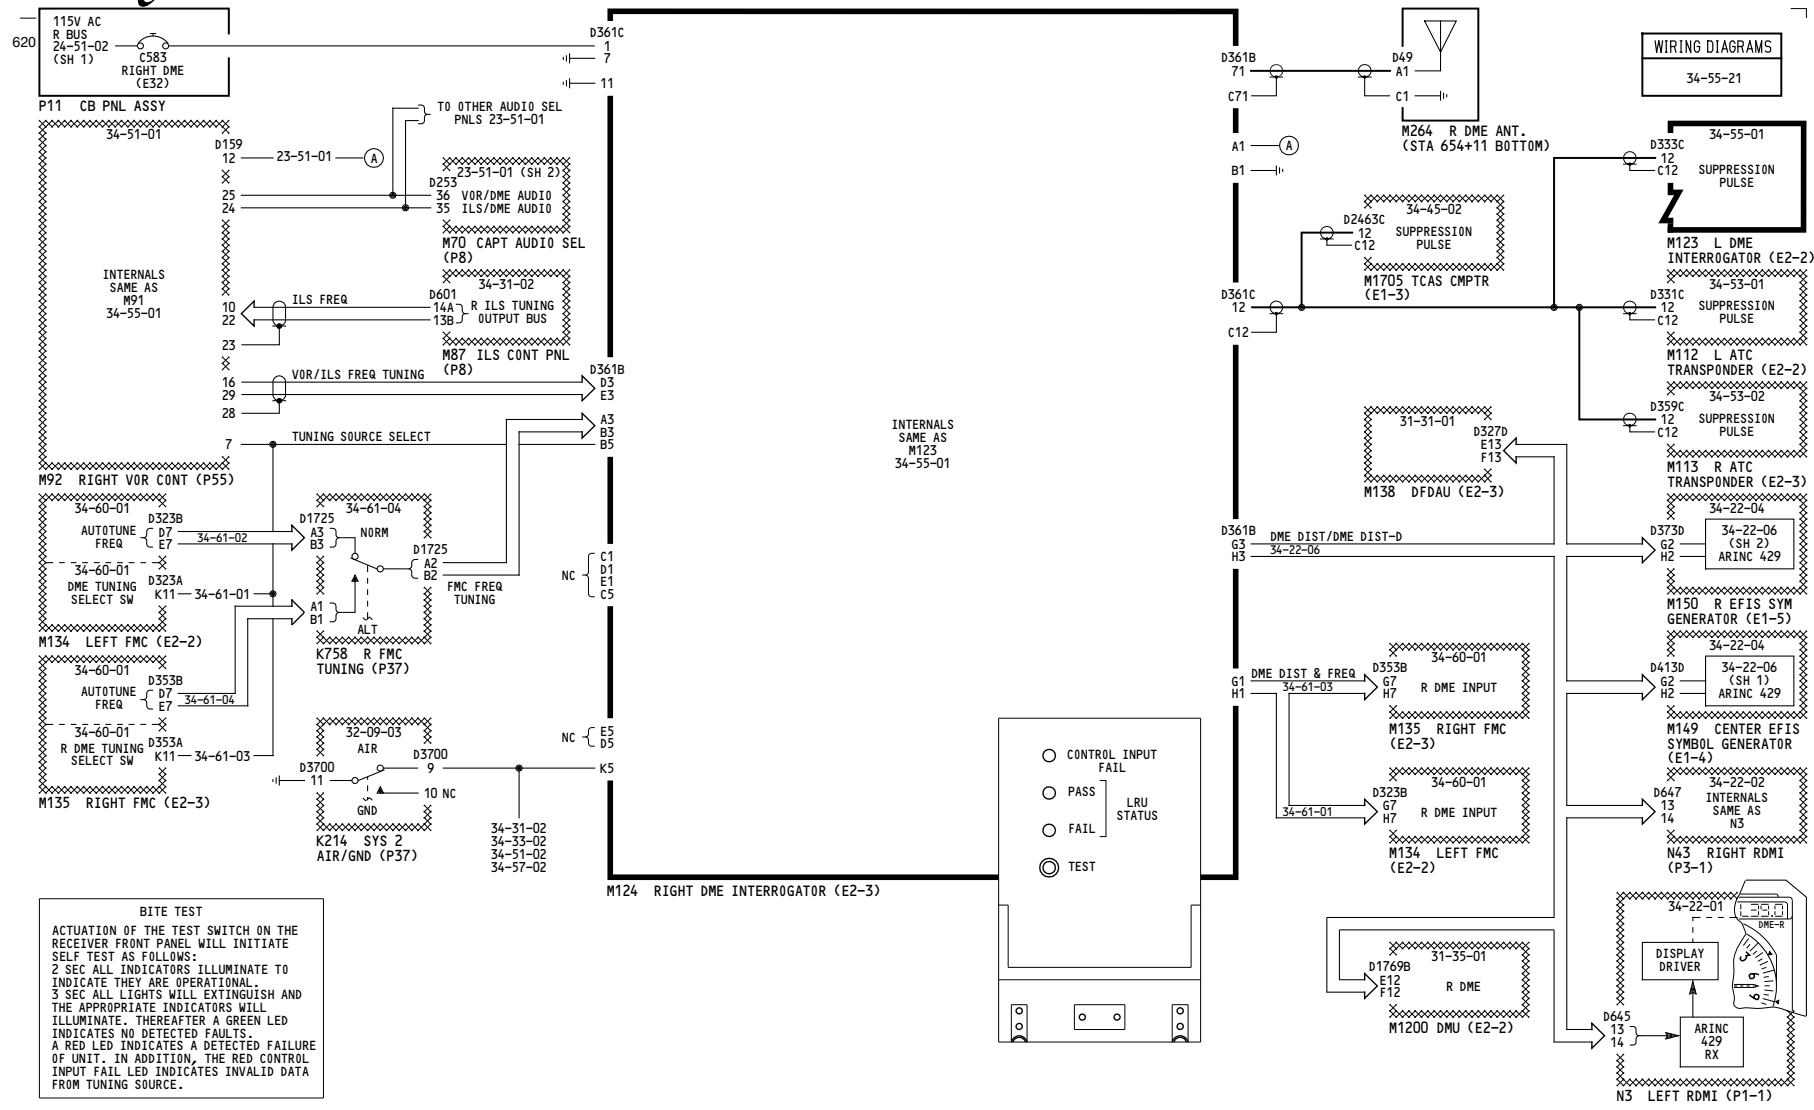 620
115V AC
R BUS
24-51-02
(SH 1)
C583
RIGHT DME
(E32)
P11 CB PNL ASSY
34-51-01
D159
12
23-51-01
A
25
24
INTERNALS
SAME AS
M91
34-55-01
10
22
23
16
29
28
7
M92 RIGHT VOR CONT (P55)
TO OTHER AUDIO SEL
PNLS 23-51-01
23-51-01 (SH 2)
D253
36 VOR/DME AUDIO
35 ILS/DME AUDIO
M70 CAPT AUDIO SEL
(P8)
ILS FREQ
34-31-02
D601
14A
13B
R ILS TUNING
OUTPUT BUS
M87 ILS CONT PNL
(P8)
VOR/ILS FREQ TUNING
TUNING SOURCE SELECT
34-60-01
D323B
AUTOTUNE
FREQ
D7
E7
34-61-02
34-60-01
DME TUNING
SELECT SW
D323A
K11
34-61-01
M134 LEFT FMC (E2-2)
34-60-01
D353B
AUTOTUNE
FREQ
D7
E7
34-61-04
34-60-01
R DME TUNING
SELECT SW
D353A
K11
34-61-03
M135 RIGHT FMC (E2-3)
34-61-04
D1725
A3
B3
NORM
D1725
A2
B2
A1
B1
ALT
FMC FREQ
TUNING
K758 R FMC
TUNING (P37)
32-09-03
AIR
D3700
11
D3700
9
10 NC
GND
K214 SYS 2
AIR/GND (P37)
34-31-02
34-33-02
34-51-02
34-57-02
D361C
1
7
11
D361B
D3
E3
A3
B3
B5
NC
C1
D1
E1
C5
NC
E5
D5
K5
INTERNALS
SAME AS
M123
34-55-01
M124 RIGHT DME INTERROGATOR (E2-3)
CONTROL INPUT
FAIL
PASS
FAIL
LRU
STATUS
TEST
D361B
71
C71
A1
A
B1
D361C
12
C12
D361B
G3
H3
DME DIST/DME DIST-D
34-22-06
G1
H1
DME DIST & FREQ
34-61-03
34-61-01
D49
A1
C1
M264 R DME ANT.
(STA 654+11 BOTTOM)
34-45-02
D2463C
12
C12
SUPPRESSION
PULSE
M1705 TCAS CMPTR
(E1-3)
31-31-01
D327D
E13
F13
M138 DFDAU (E2-3)
34-60-01
D353B
G7
H7
R DME INPUT
M135 RIGHT FMC
(E2-3)
34-60-01
D323B
G7
H7
R DME INPUT
M134 LEFT FMC
(E2-2)
31-35-01
D1769B
E12
F12
R DME
M1200 DMU (E2-2)
WIRING DIAGRAMS
34-55-21
34-55-01
D333C
12
C12
SUPPRESSION
PULSE
M123 L DME
INTERROGATOR (E2-2)
34-53-01
D331C
12
C12
SUPPRESSION
PULSE
M112 L ATC
TRANSPONDER (E2-2)
34-53-02
D359C
12
C12
SUPPRESSION
PULSE
M113 R ATC
TRANSPONDER (E2-3)
34-22-04
D373D
G2
H2
34-22-06
(SH 2)
ARINC 429
M150 R EFIS SYM
GENERATOR (E1-5)
34-22-04
D413D
G2
H2
34-22-06
(SH 1)
ARINC 429
M149 CENTER EFIS
SYMBOL GENERATOR
(E1-4)
34-22-02
D647
13
14
INTERNALS
SAME AS
N3
N43 RIGHT RDMI
(P3-1)
34-22-01
DME-R
DISPLAY
DRIVER
3
6
9
D645
13
14
ARINC
429
RX
N3 LEFT RDMI (P1-1)
BITE TEST
ACTUATION OF THE TEST SWITCH ON THE
RECEIVER FRONT PANEL WILL INITIATE
SELF TEST AS FOLLOWS:
2 SEC ALL INDICATORS ILLUMINATE TO
INDICATE THEY ARE OPERATIONAL.
3 SEC ALL LIGHTS WILL EXTINGUISH AND
THE APPROPRIATE INDICATORS WILL
ILLUMINATE. THEREAFTER A GREEN LED
INDICATES NO DETECTED FAULTS.
A RED LED INDICATES A DETECTED FAILURE
OF UNIT. IN ADDITION, THE RED CONTROL
INPUT FAIL LED INDICATES INVALID DATA
FROM TUNING SOURCE.